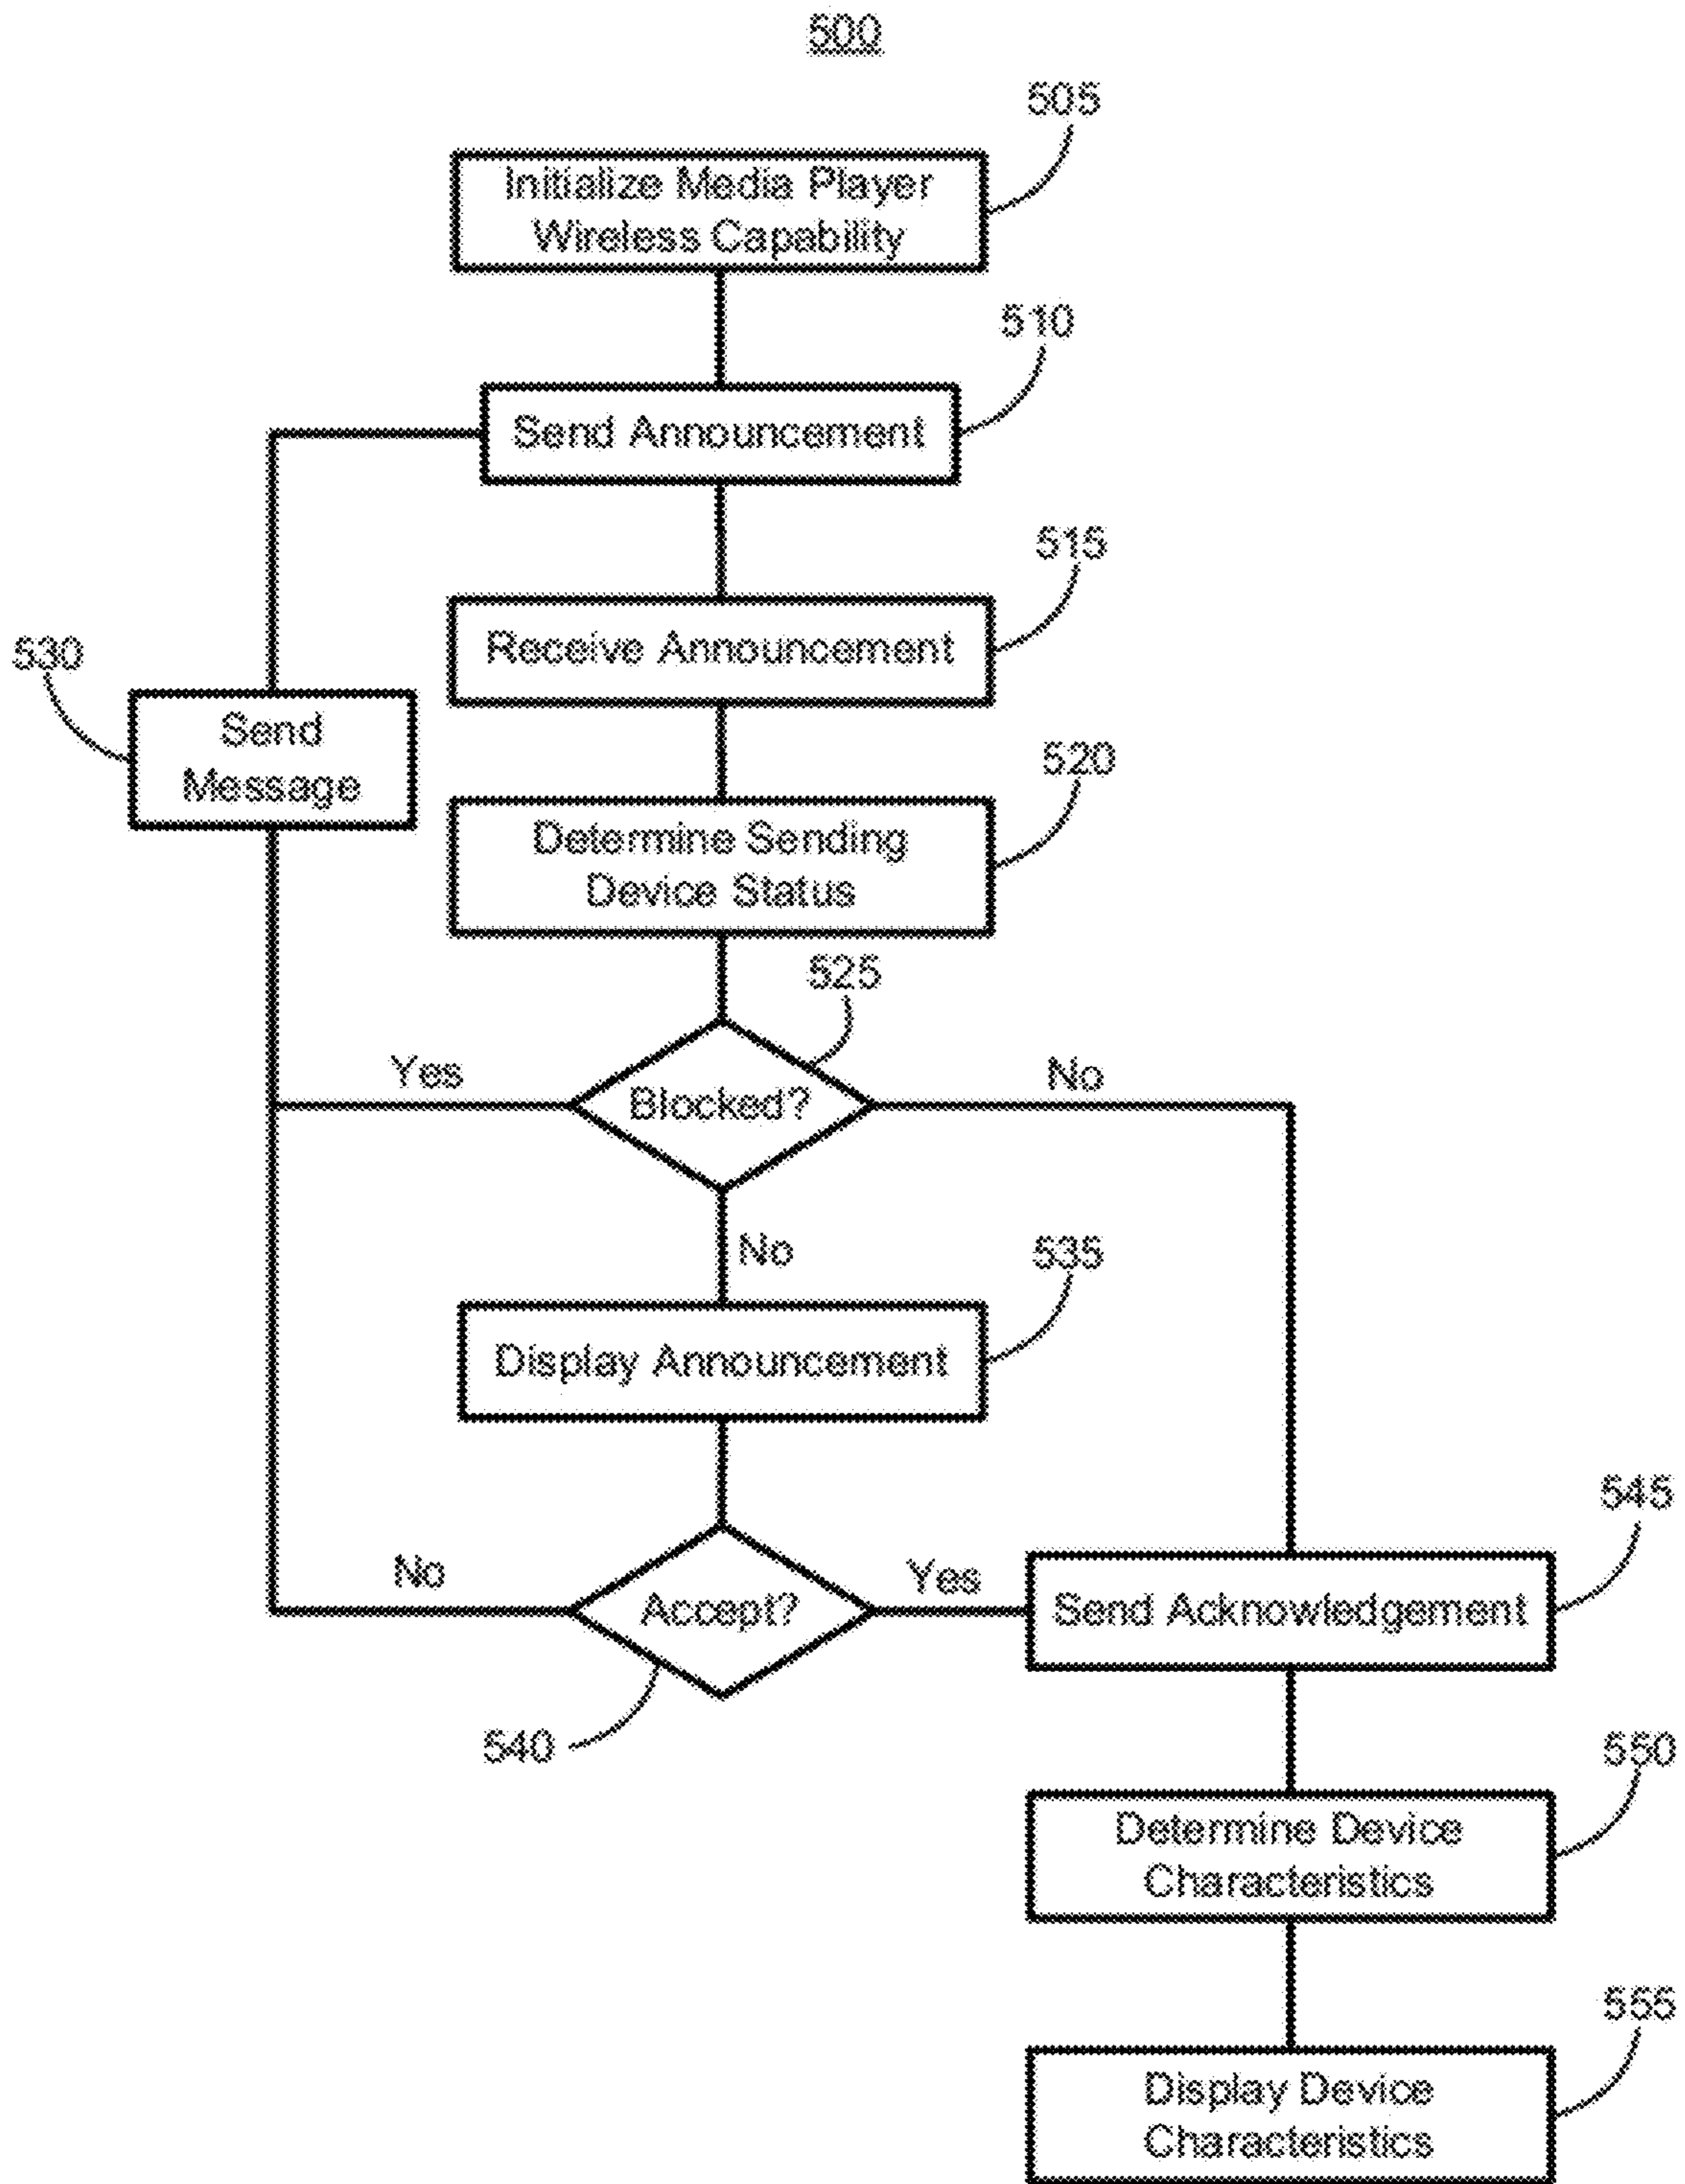 500
505
Initialize Media Player
Wireless Capability
510
Send Announcement
515
Receive Announcement
530
Send
Message
520
Determine Sending
Device Status
525
Yes
Blocked?
No
No
535
Display Announcement
545
No
Accept?
Yes
Send Acknowledgement
540
550
Determine Device
Characteristics
555
Display Device
Characteristics